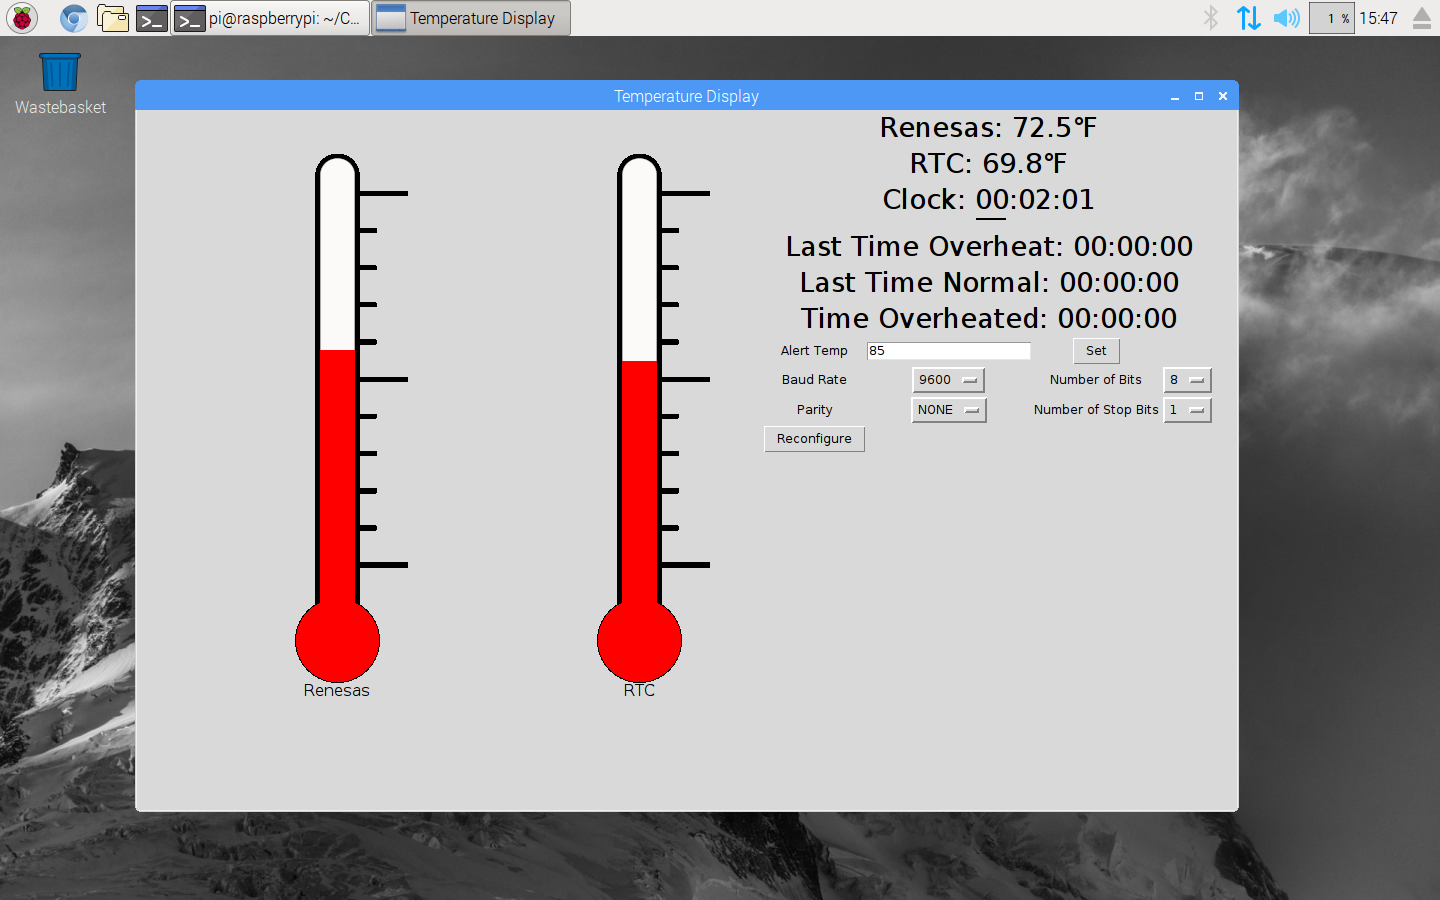 pi@raspberrypi: ~/C...
Temperature Display
1 %
15:47
Wastebasket
Temperature Display
Renesas: 72.5°F
RTC: 69.8°F
Clock: 00:02:01
Last Time Overheat: 00:00:00
Last Time Normal: 00:00:00
Time Overheated: 00:00:00
Alert Temp 85 Set
Baud Rate 9600 Number of Bits 8
Parity NONE Number of Stop Bits 1
Reconfigure
Renesas
RTC